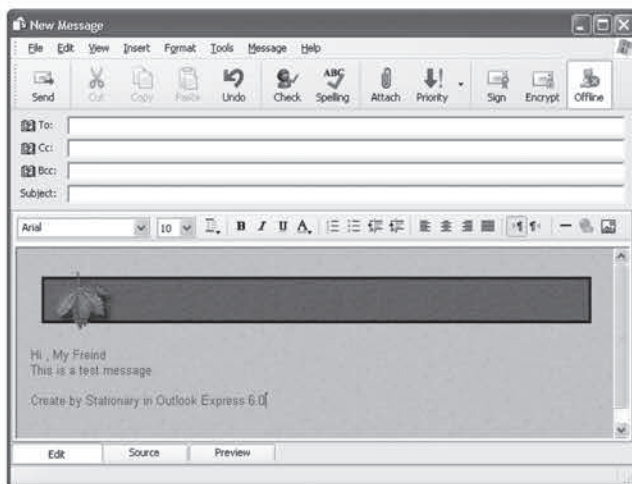 New Message
File Edit View Insert Format Tools Message Help
ABC
Send Cut Copy Paste Undo Check Spelling Attach Priority Sign Encrypt Offline
To:
Cc:
Bcc:
Subject:
Arial 10 B I U A
Hi , My Freind
This is a test message
Create by Stationary in Outlook Express 6.0
Edit Source Preview